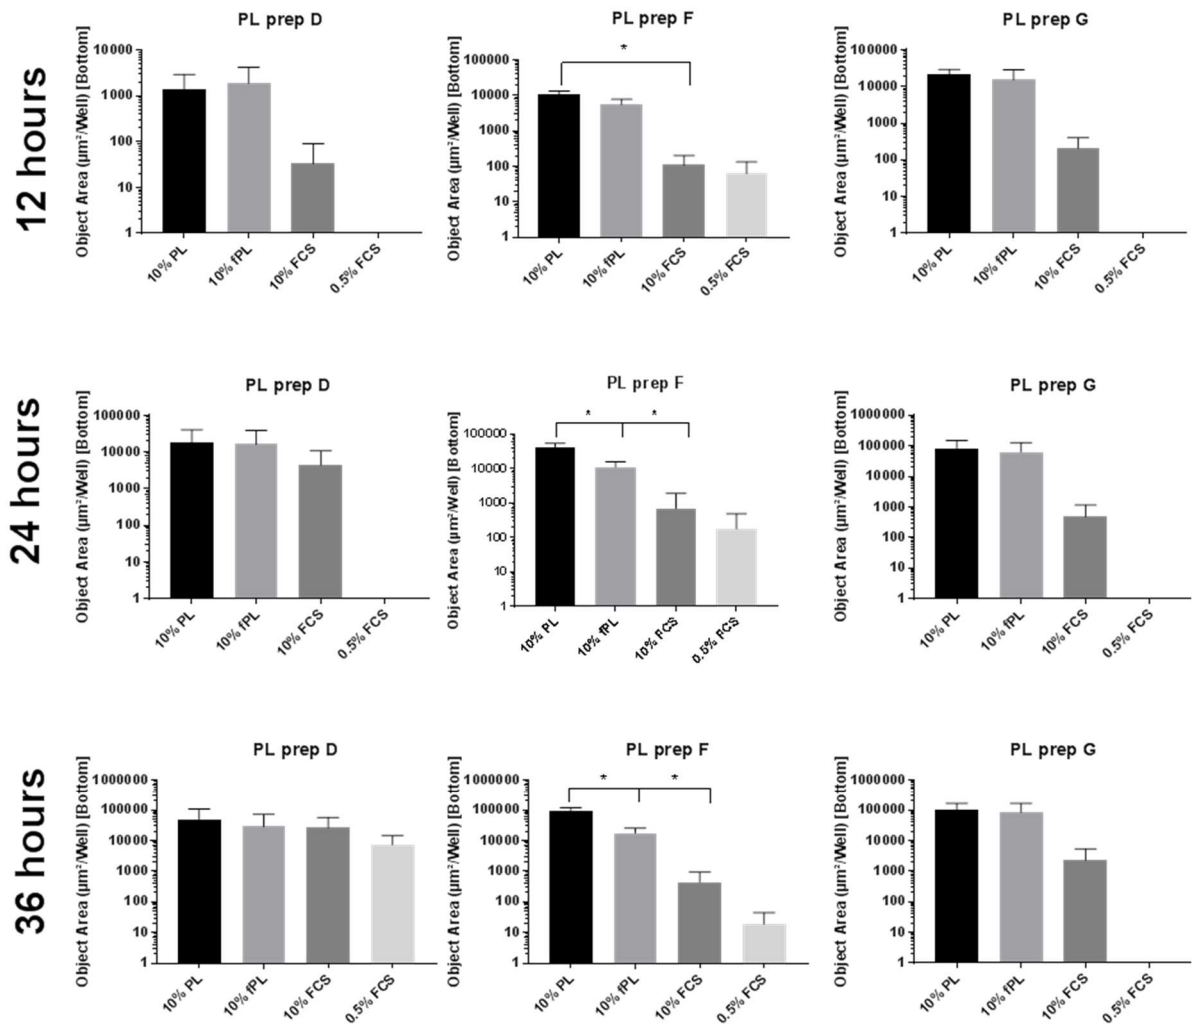 12 hours
PL prep D
Object Area (µm²/Well) [Bottom]
10000
1000
100
10
1
10% PL
10% fPL
10% FCS
0.5% FCS
PL prep F
*
Object Area (µm²/Well) [Bottom]
100000
10000
1000
100
10
1
10% PL
10% fPL
10% FCS
0.5% FCS
PL prep G
Object Area (µm²/Well) [Bottom]
100000
10000
1000
100
10
1
10% PL
10% fPL
10% FCS
0.5% FCS
24 hours
PL prep D
Object Area (µm²/Well) [Bottom]
100000
10000
1000
100
10
1
10% PL
10% fPL
10% FCS
0.5% FCS
PL prep F
* *
Object Area (µm²/Well) [Bottom]
100000
10000
1000
100
10
1
10% PL
10% fPL
10% FCS
0.5% FCS
PL prep G
Object Area (µm²/Well) [Bottom]
1000000
100000
10000
1000
100
10
1
10% PL
10% fPL
10% FCS
0.5% FCS
36 hours
PL prep D
Object Area (µm²/Well) [Bottom]
1000000
100000
10000
1000
100
10
1
10% PL
10% fPL
10% FCS
0.5% FCS
PL prep F
* *
Object Area (µm²/Well) [Bottom]
1000000
100000
10000
1000
100
10
1
10% PL
10% fPL
10% FCS
0.5% FCS
PL prep G
Object Area (µm²/Well) [Bottom]
1000000
100000
10000
1000
100
10
1
10% PL
10% fPL
10% FCS
0.5% FCS